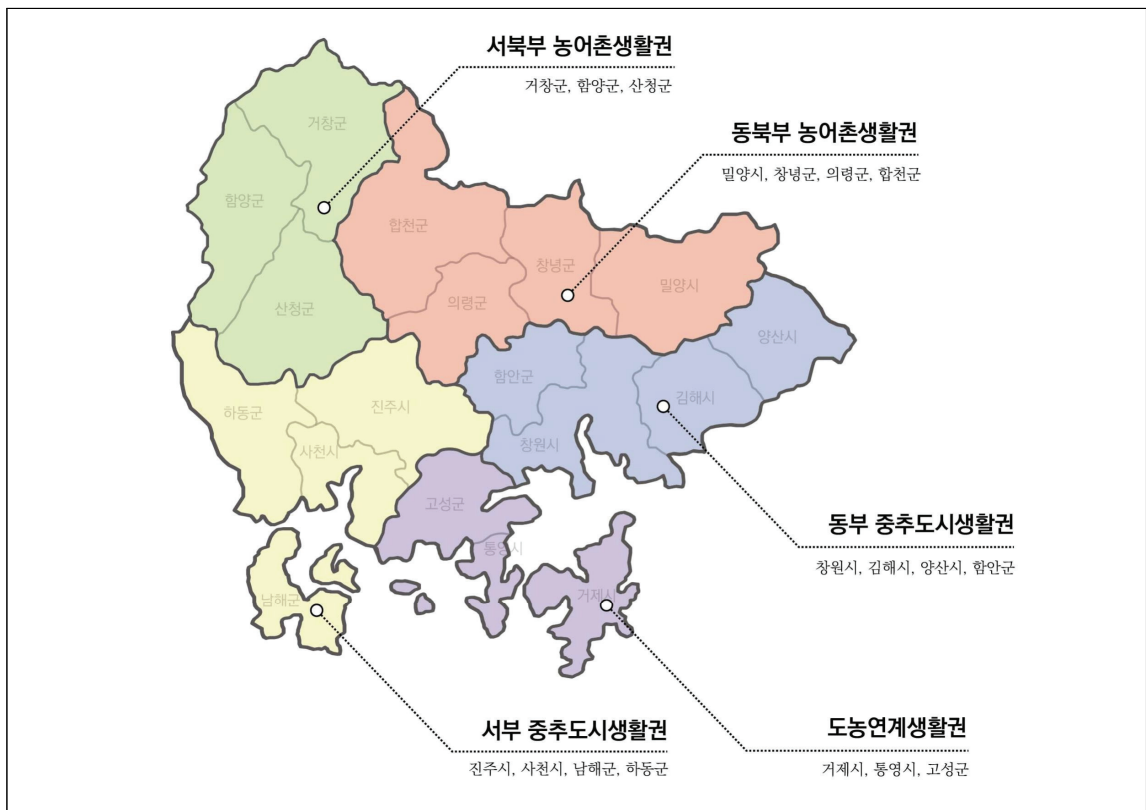 서북부 농어촌생활권
거창군, 함양군, 산청군
동북부 농어촌생활권
밀양시, 창녕군, 의령군, 합천군
거창군
함양군
합천군
창녕군
밀양시
의령군
산청군
양산시
함안군
김해시
진주시
하동군
사천시
창원시
고성군
통영시
거제시
남해군
동부 중추도시생활권
창원시, 김해시, 양산시, 함안군
서부 중추도시생활권
진주시, 사천시, 남해군, 하동군
도농연계생활권
거제시, 통영시, 고성군